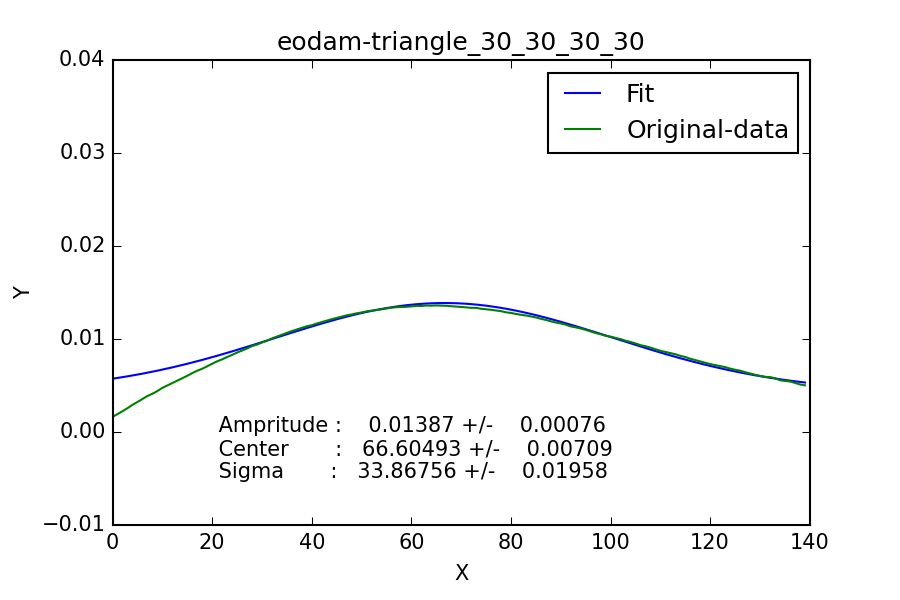 eodam-triangle_30_30_30_30
0.04
Fit
Original-data
0.03
0.02
Y
0.01
Ampritude :    0.01387 +/-    0.00076
0.00
Center       :   66.60493 +/-    0.00709
Sigma       :   33.86756 +/-    0.01958
−0.01
0 20 40 60 80 100 120 140
X